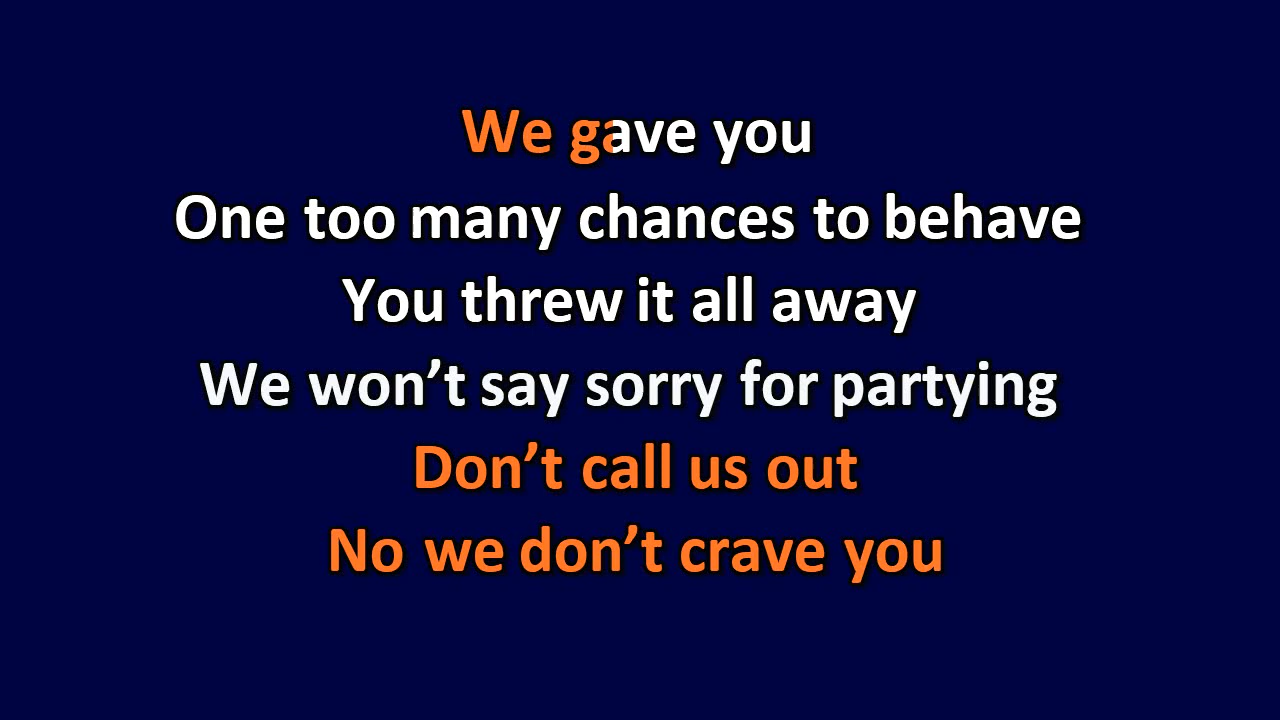 We gave you
One too many chances to behave
You threw it all away
We won’t say sorry for partying
Don’t call us out
No we don’t crave you